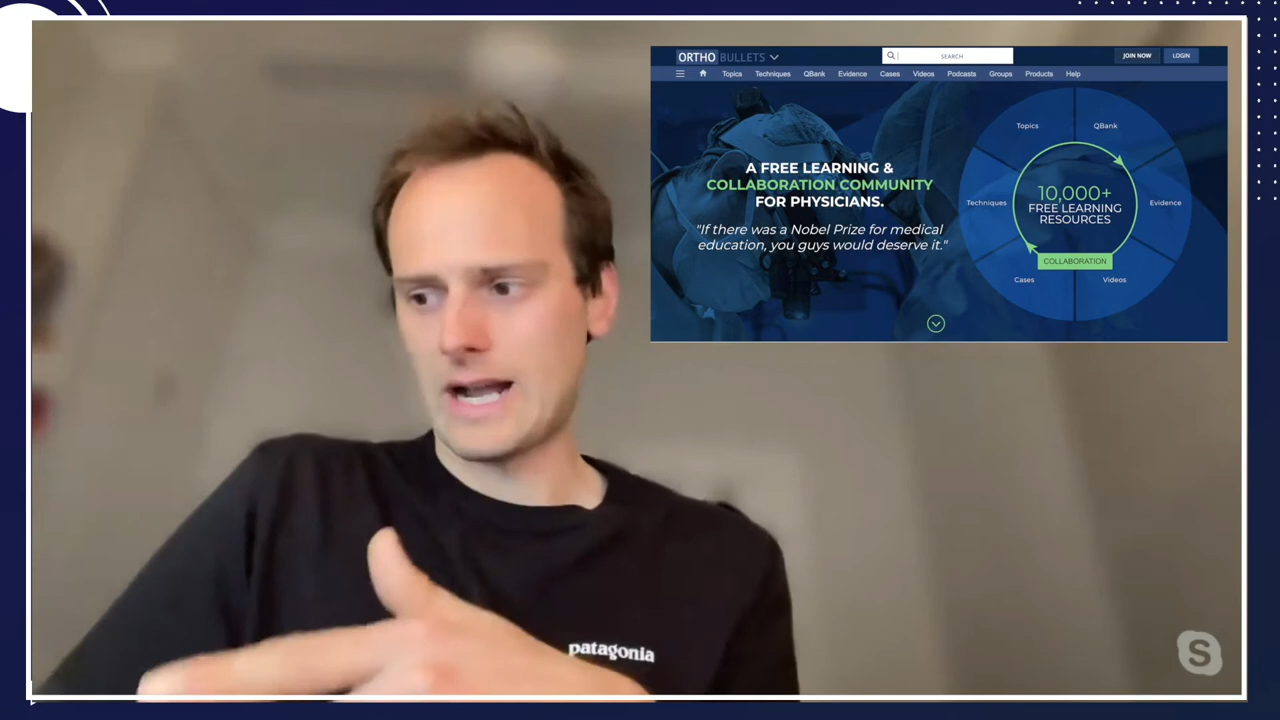 ORTHOBULLETS
SEARCH
JOIN NOW
LOGIN
Topics
Techniques
QBank
Evidence
Cases
Videos
Podcasts
Groups
Products
Help
A FREE LEARNING &
COLLABORATION COMMUNITY
FOR PHYSICIANS.
"If there was a Nobel Prize for medical
education, you guys would deserve it."
Topics
QBank
Techniques
10,000+
FREE LEARNING
RESOURCES
Evidence
COLLABORATION
Cases
Videos
patagonia
S